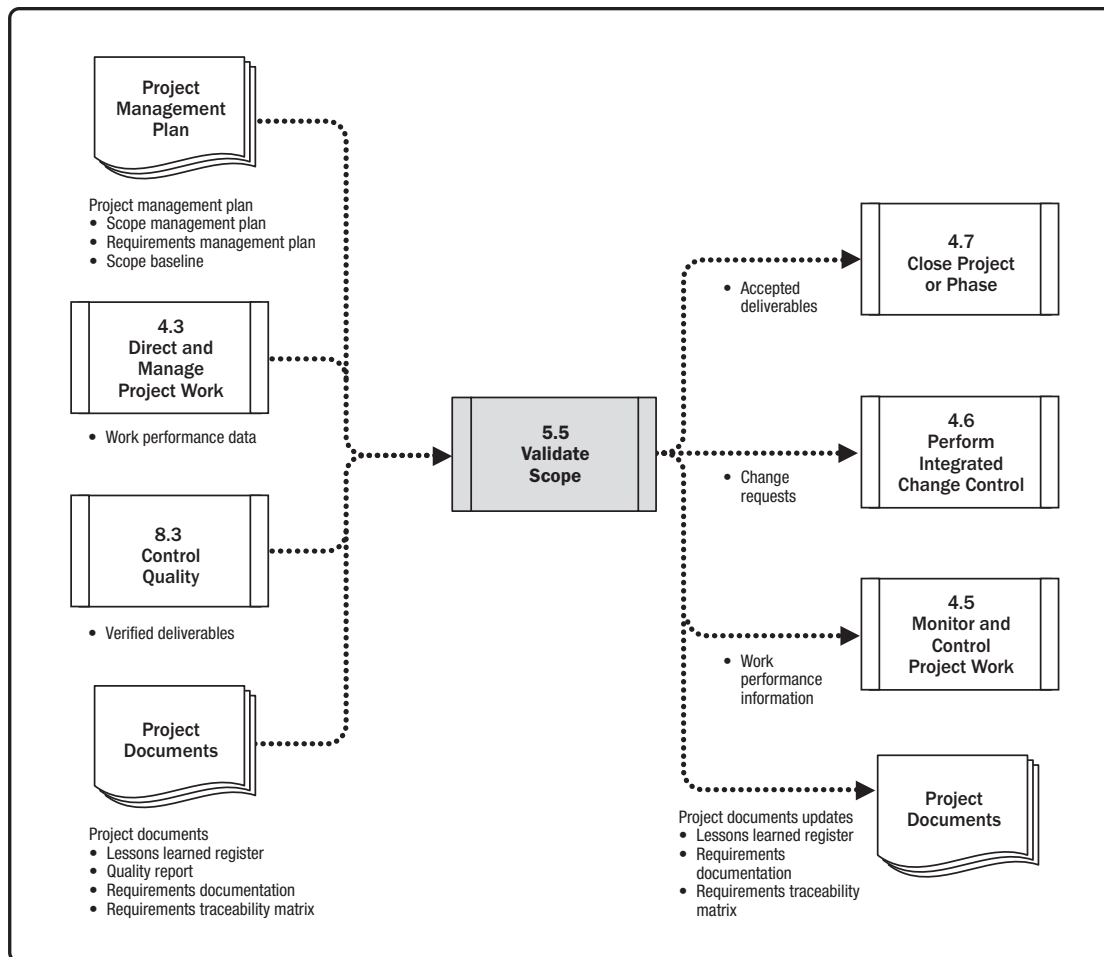 Project
Management
Plan
Project management plan
• Scope management plan
• Requirements management plan
• Scope baseline
4.3
Direct and
Manage
Project Work
• Work performance data
8.3
Control
Quality
• Verified deliverables
Project
Documents
Project documents
• Lessons learned register
• Quality report
• Requirements documentation
• Requirements traceability matrix
5.5
Validate
Scope
4.7
Close Project
or Phase
• Accepted
deliverables
4.6
Perform
Integrated
Change Control
• Change
requests
4.5
Monitor and
Control
Project Work
• Work
performance
information
Project
Documents
Project documents updates
• Lessons learned register
• Requirements
documentation
• Requirements traceability
matrix